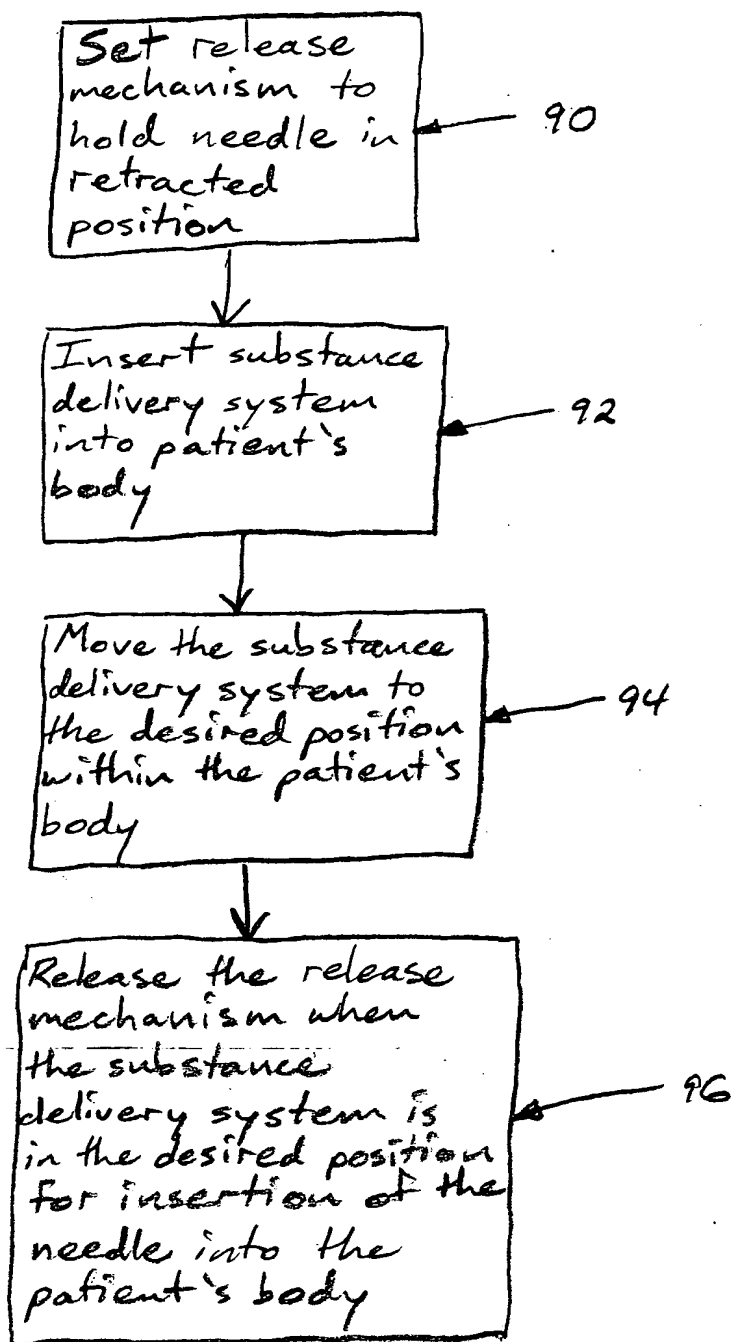 Set release
mechanism to
hold needle in
retracted
position
90
Insert substance
delivery system
into patient's
body
92
Move the substance
delivery system to
the desired position
within the patient's
body
94
Release the release
mechanism when
the substance
delivery system is
in the desired position
for insertion of the
needle into the
patient's body
96